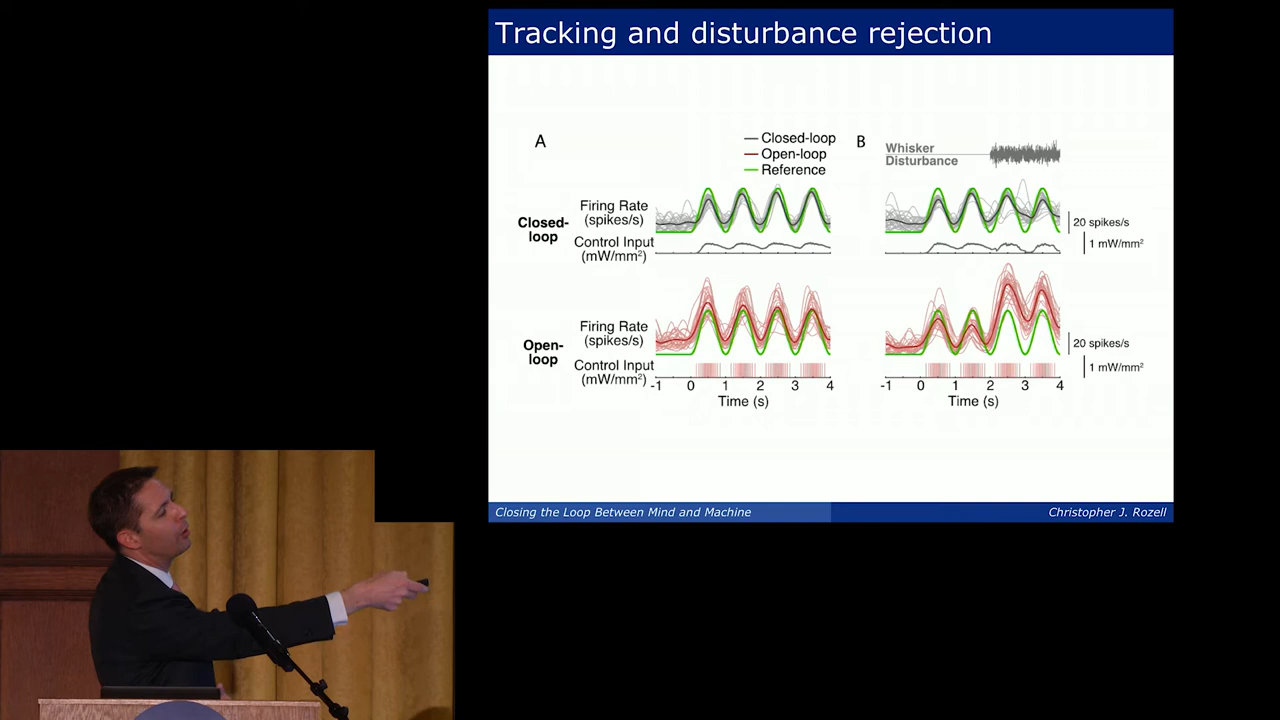 Tracking and disturbance rejection
A
Closed-loop
Open-loop
Reference
B
Whisker
Disturbance
Closed-
loop
Firing Rate
(spikes/s)
Control Input
(mW/mm²)
20 spikes/s
1 mW/mm²
Open-
loop
Firing Rate
(spikes/s)
Control Input
(mW/mm²)
20 spikes/s
1 mW/mm²
-1 0 1 2 3 4
Time (s)
-1 0 1 2 3 4
Time (s)
Closing the Loop Between Mind and Machine
Christopher J. Rozell